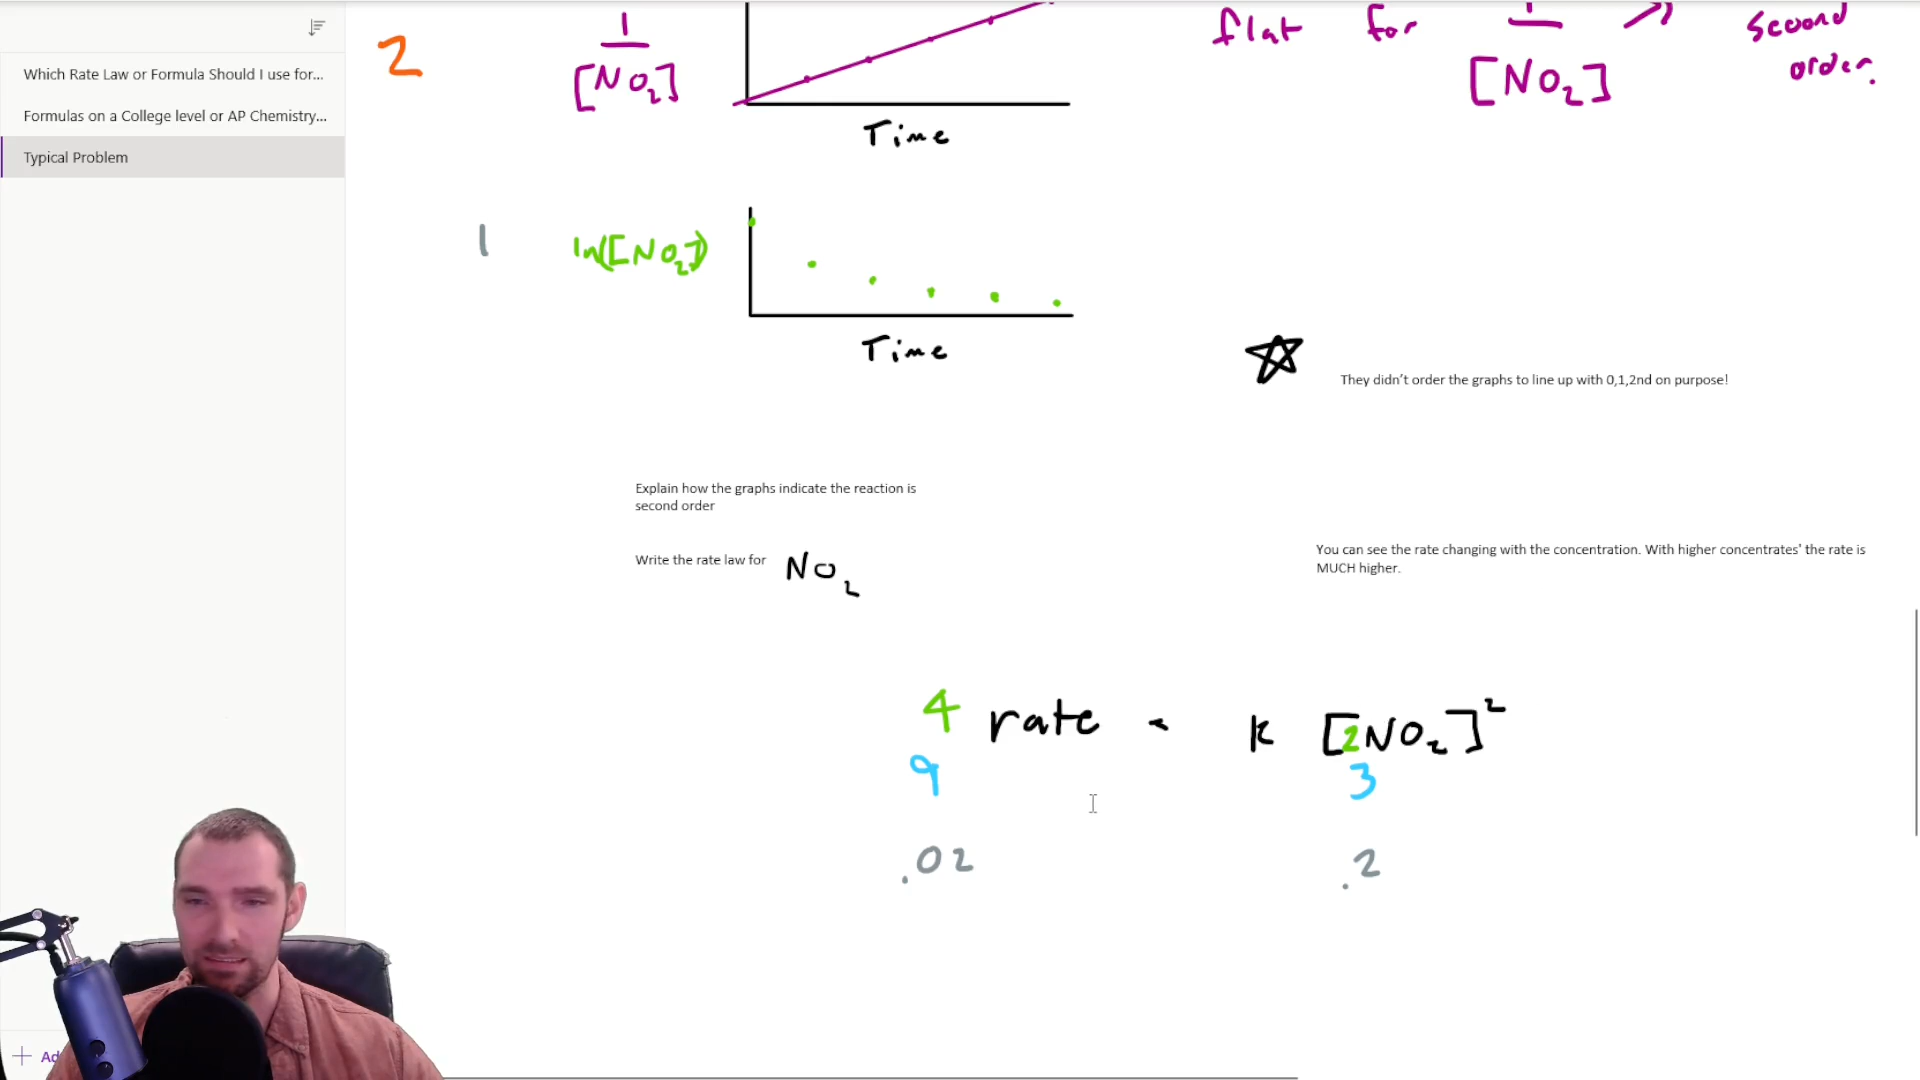 Which Rate Law or Formula Should I use for...
Formulas on a College level or AP Chemistry...
Typical Problem
2
1
[NO2]
Time
flat for
[NO2]
second
order.
1
ln([NO2])
Time
They didn't order the graphs to line up with 0,1,2nd on purpose!
Explain how the graphs indicate the reaction is
second order
Write the rate law for NO2
You can see the rate changing with the concentration. With higher concentrates' the rate is
MUCH higher.
4 rate = k [2NO2]²
9 3
.02 .2